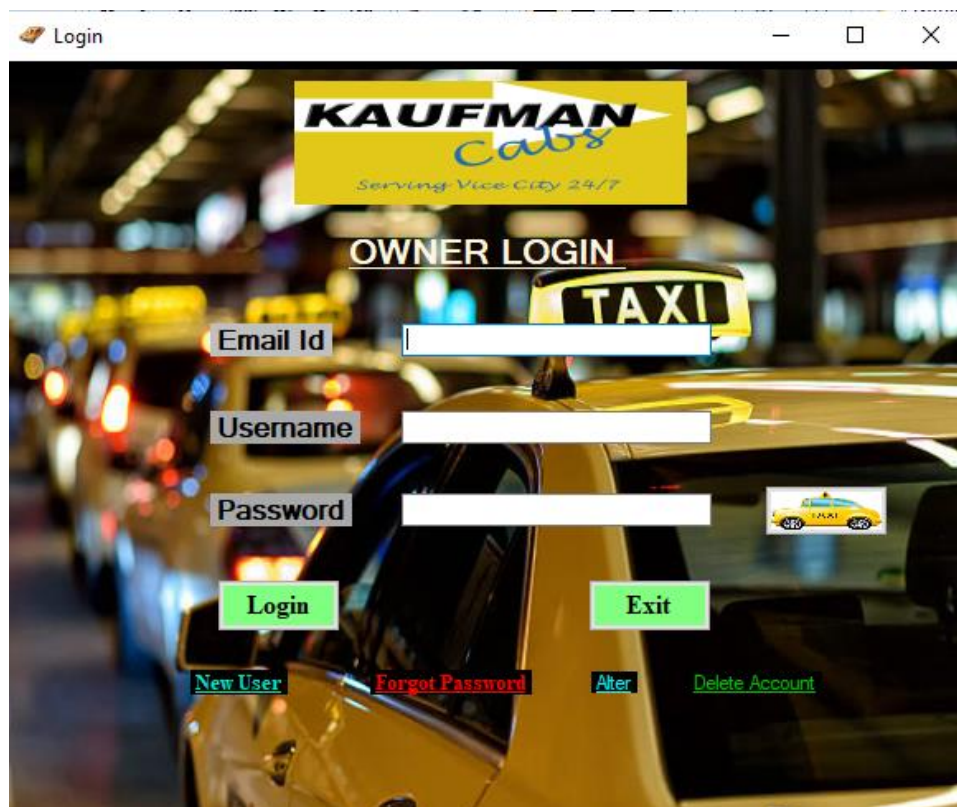 Login
KAUFMAN
Cabs
Serving Vice City 24/7
OWNER LOGIN
TAXI
Email Id
Username
Password
TAXI
Login Exit
New User Forgot Password Alter Delete Account